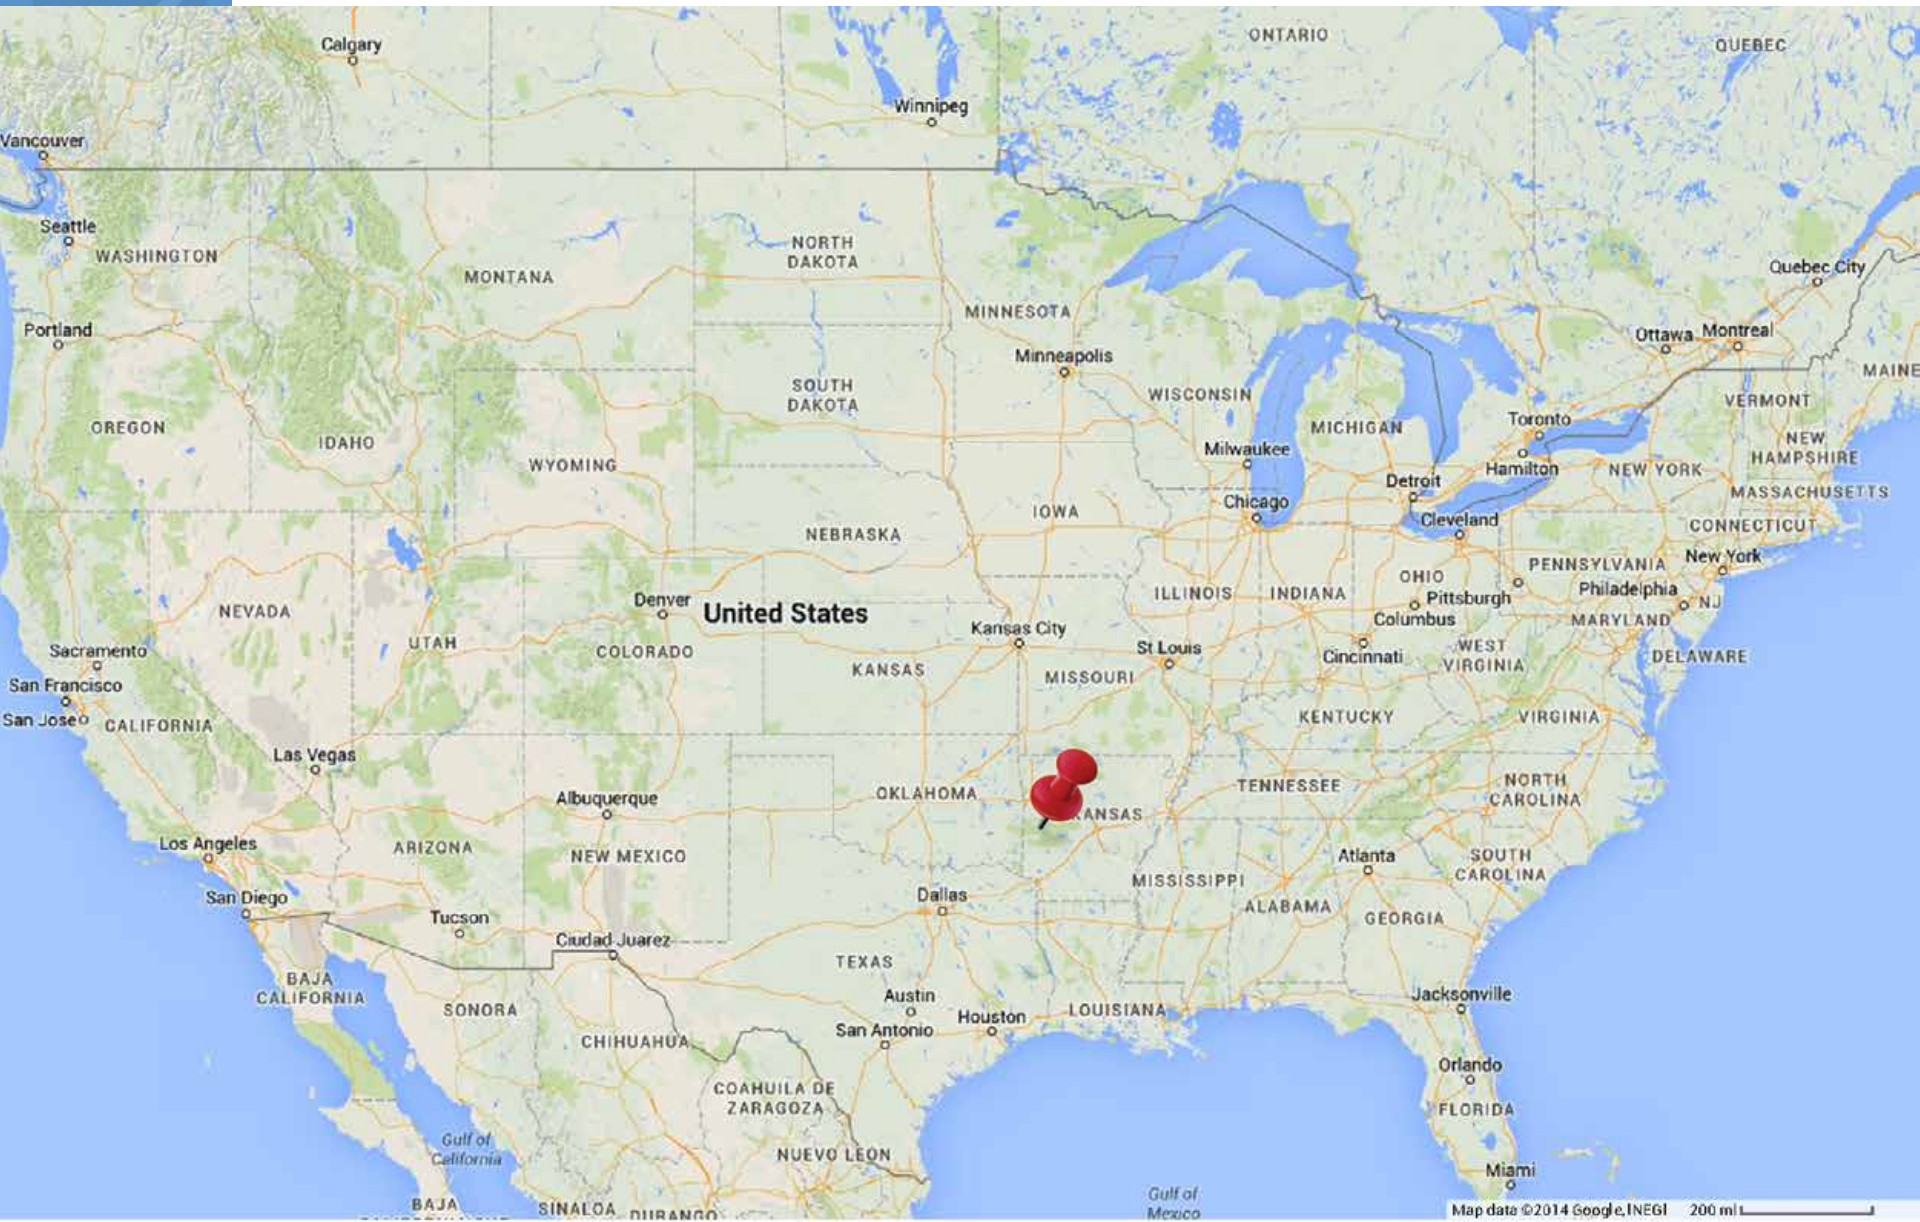 Calgary
ONTARIO
QUEBEC
Winnipeg
Vancouver
Seattle
WASHINGTON
NORTH
DAKOTA
MONTANA
Quebec City
MINNESOTA
Portland
Ottawa
Montreal
Minneapolis
MAINE
SOUTH
DAKOTA
WISCONSIN
VERMONT
OREGON
IDAHO
MICHIGAN
Toronto
NEW
HAMPSHIRE
Milwaukee
WYOMING
Hamilton
NEW YORK
Detroit
MASSACHUSETTS
Chicago
IOWA
Cleveland
CONNECTICUT
NEBRASKA
New York
PENNSYLVANIA
OHIO
Philadelphia
ILLINOIS
INDIANA
Pittsburgh
NJ
NEVADA
Denver
United States
Columbus
MARYLAND
Kansas City
UTAH
COLORADO
St Louis
Cincinnati
WEST
VIRGINIA
DELAWARE
Sacramento
KANSAS
MISSOURI
San Francisco
San Jose
CALIFORNIA
KENTUCKY
VIRGINIA
Las Vegas
Albuquerque
OKLAHOMA
TENNESSEE
NORTH
CAROLINA
KANSAS
Los Angeles
ARIZONA
NEW MEXICO
Atlanta
SOUTH
CAROLINA
MISSISSIPPI
San Diego
Dallas
ALABAMA
GEORGIA
Tucson
Ciudad Juarez
TEXAS
BAJA
CALIFORNIA
SONORA
Austin
Jacksonville
Houston
LOUISIANA
San Antonio
CHIHUAHUA
Orlando
COAHUILA DE
ZARAGOZA
FLORIDA
Gulf of
California
NUEVO LEON
Miami
Gulf of
Mexico
BAJA
SINALOA
DURANGO
Map data ©2014 Google, INEGI
200 mi